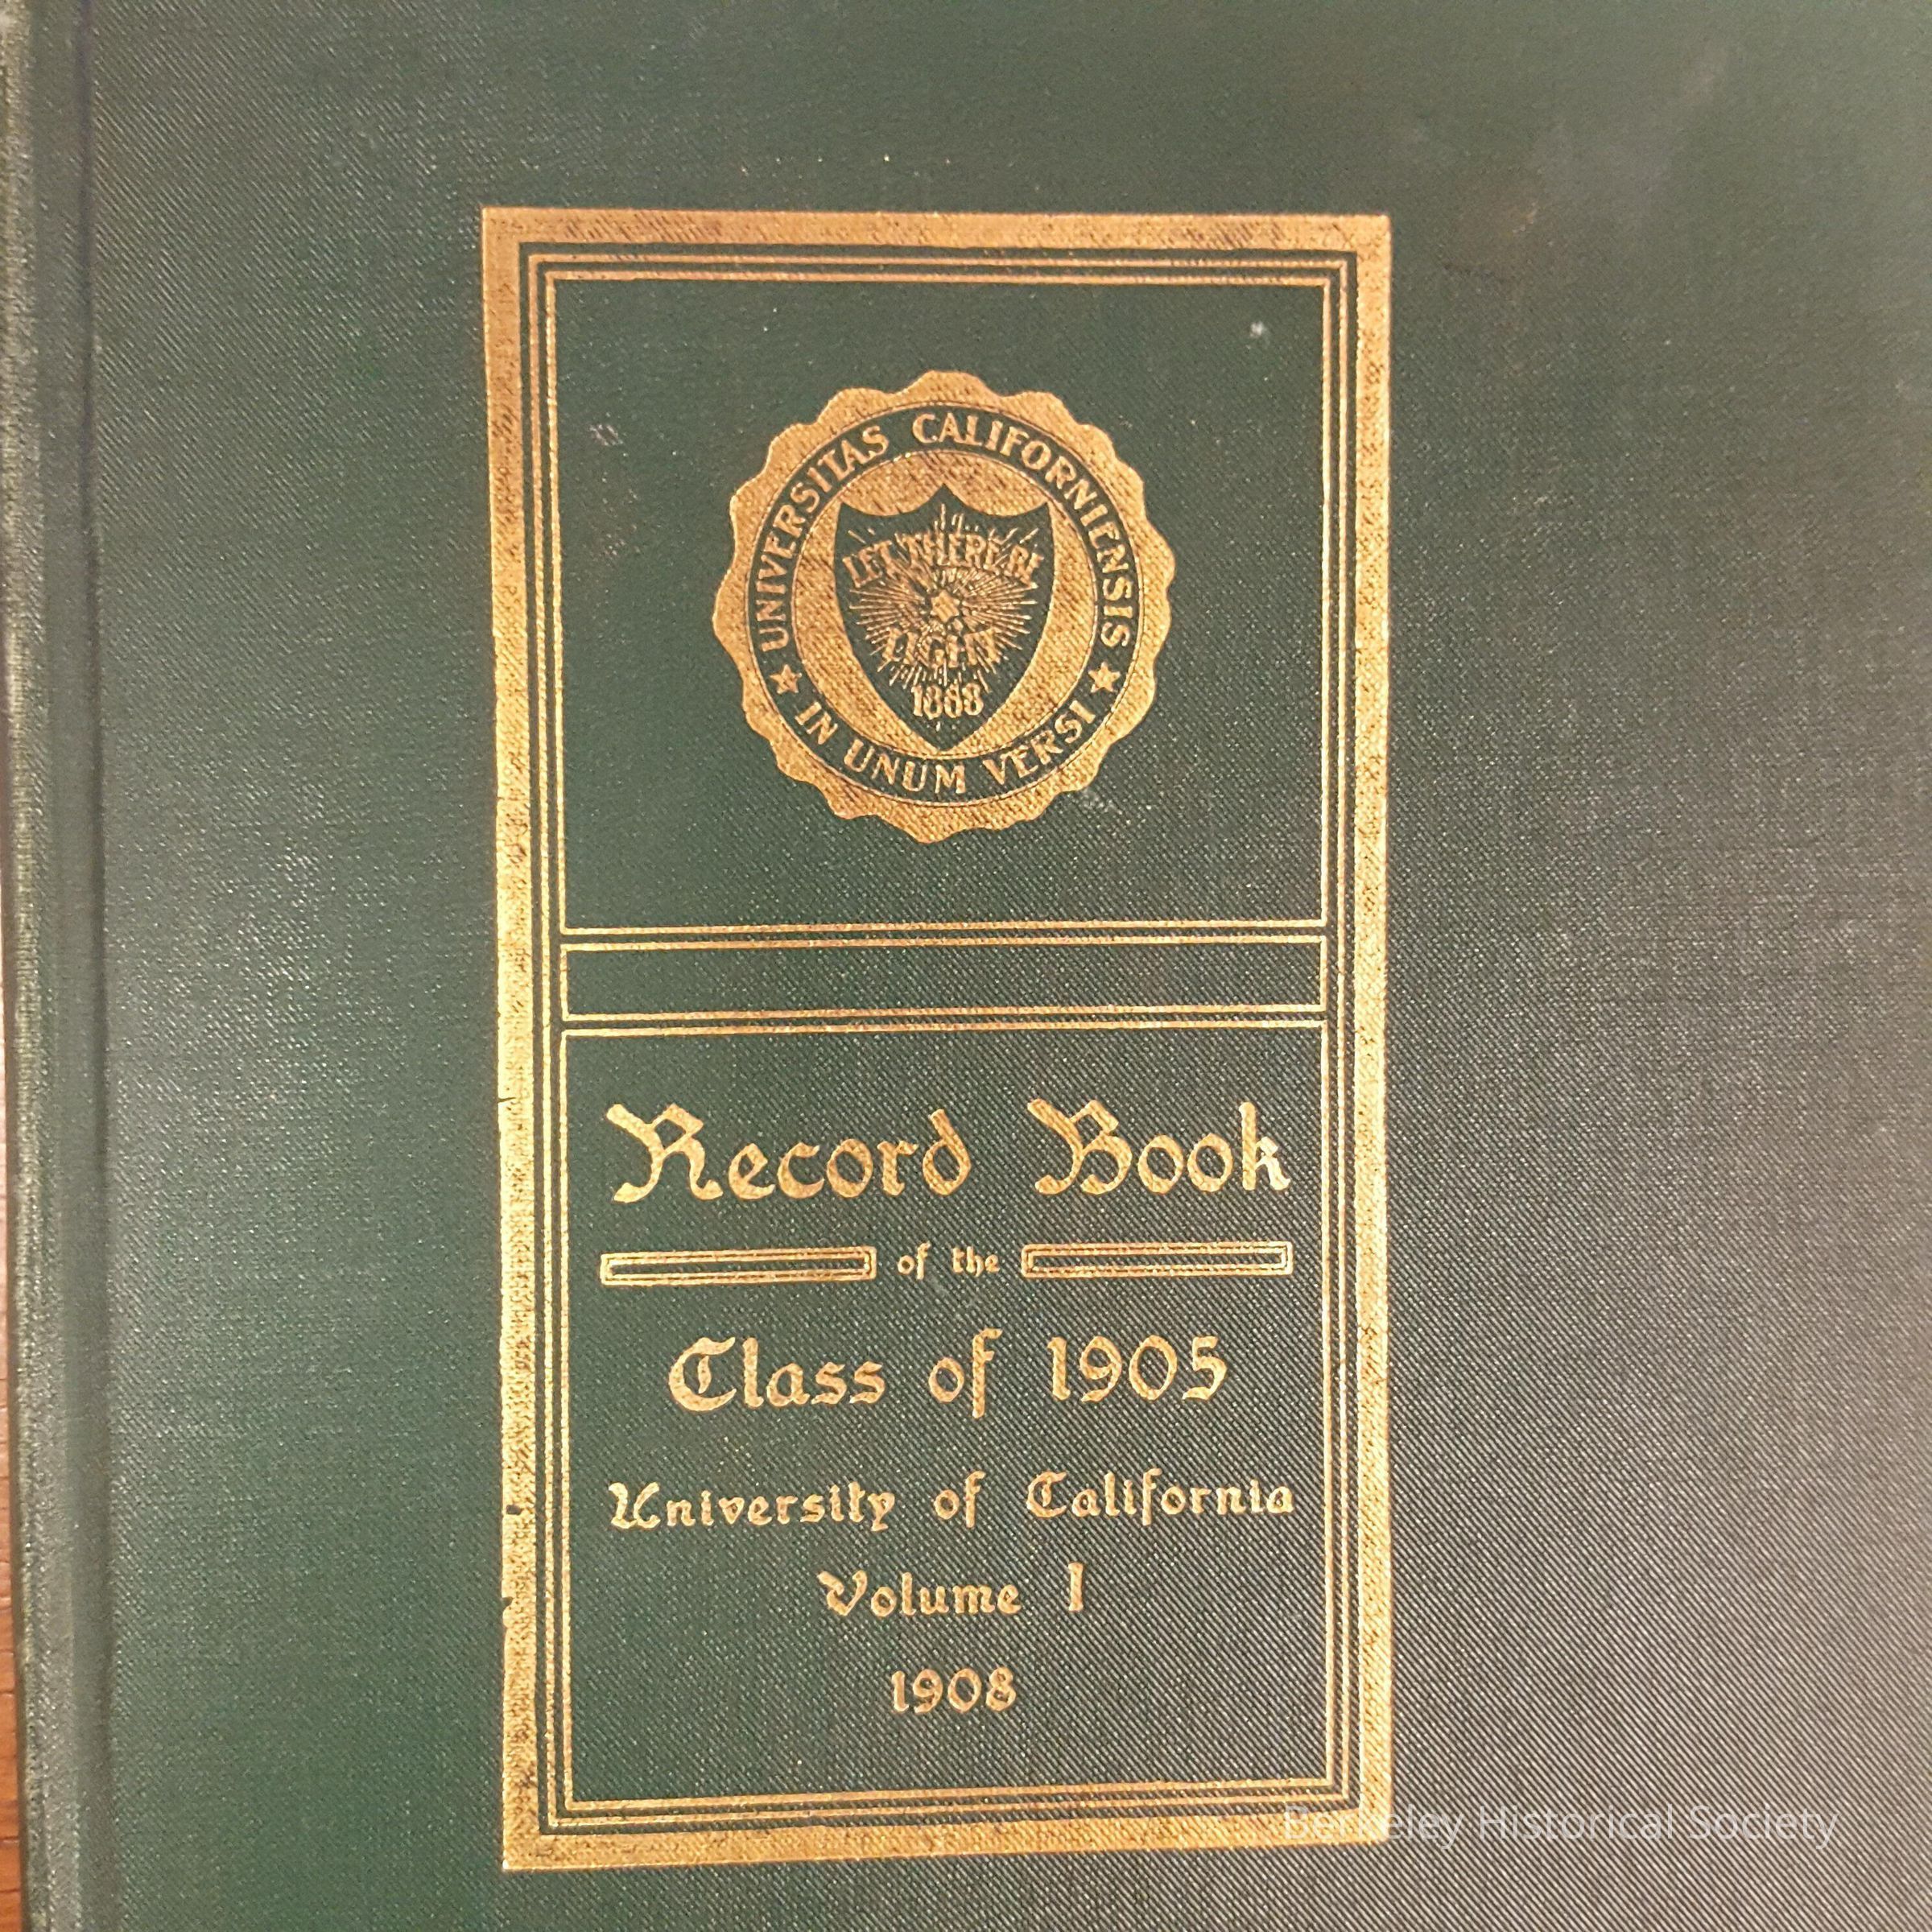 UNIVERSITAS CALIFORNIENSIS
LET THERE BE
LIGHT
1868
★ IN UNUM VERSI ★
Record Book
of the
Class of 1905
University of California
Volume I
1908
Berkeley Historical Society